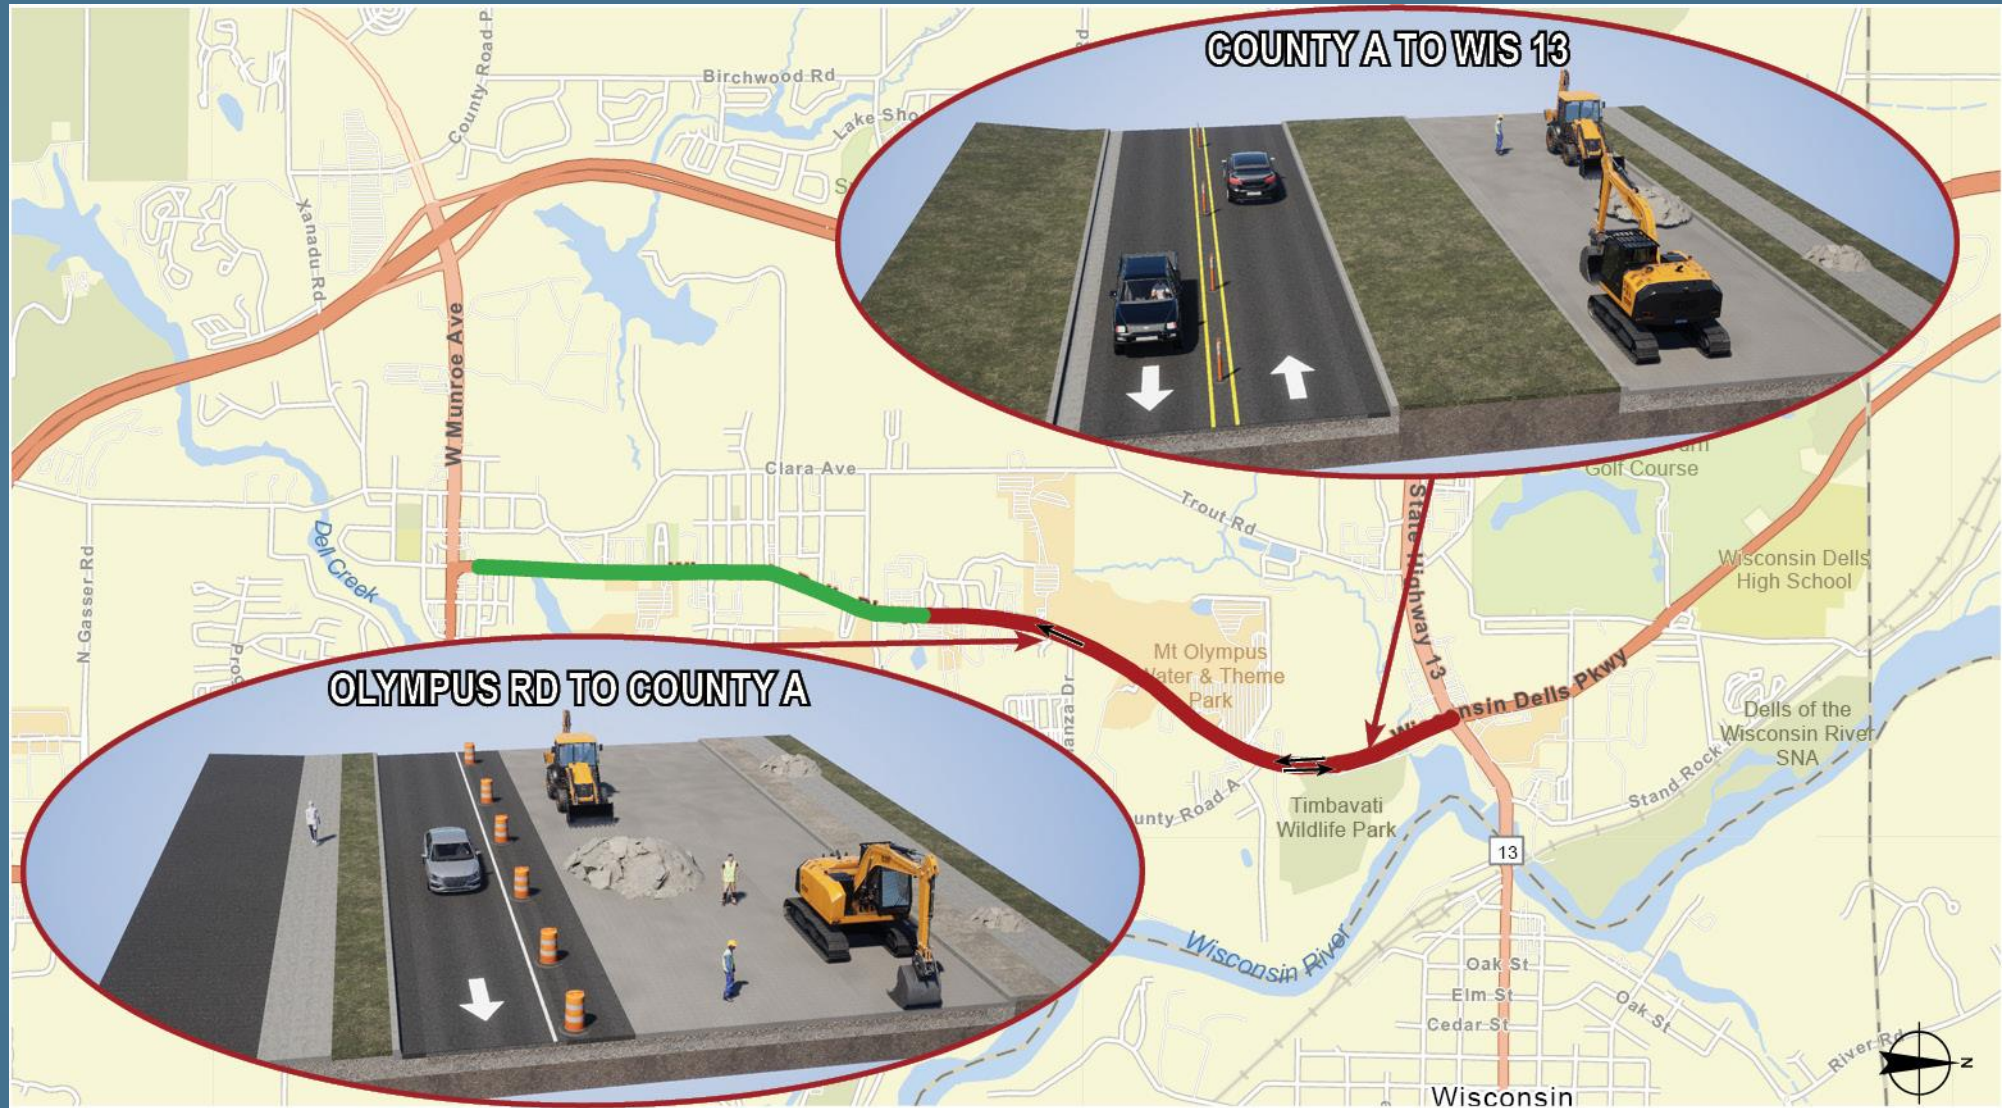 COUNTY A TO WIS 13
County Road P
Birchwood Rd
Lake Sho
Rd
Xanadu Rd
W Munroe Ave
Clara Ave
Trout Rd
State Highway 13
Golf Course
Wisconsin Dells
High School
Dell Creek
N Gasser Rd
Mt Olympus
Water & Theme
Park
Wisconsin Dells Pkwy
Dells of the
Wisconsin River
SNA
Stand Rock
OLYMPUS RD TO COUNTY A
unty Road A
Timbavati
Wildlife Park
13
Wisconsin River
Oak St
Elm St
Cedar St
Oak St
River Rd
N
Wisconsin